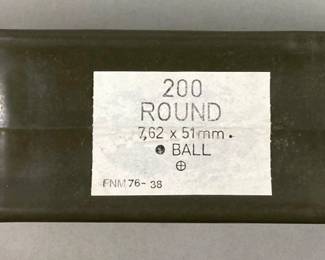 200
ROUND
7,62 x 51mm.
BALL
FNM 76-38